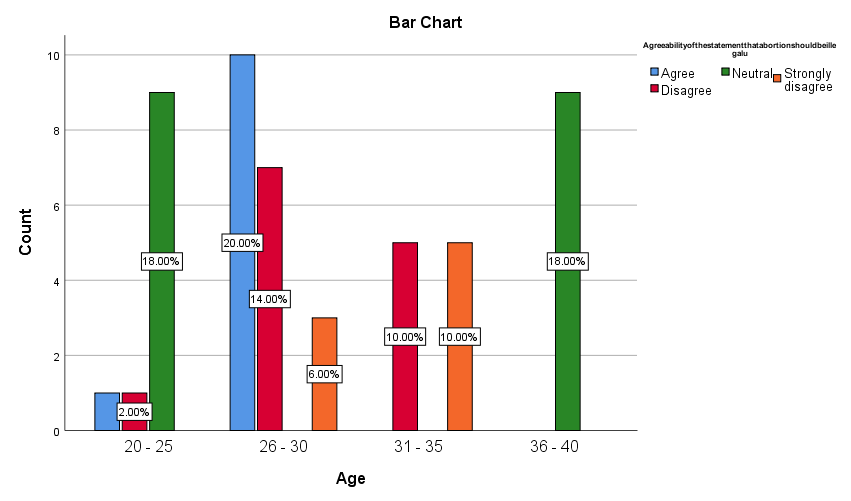 Bar Chart
Agreeabilityofthestatementthatabortionshouldbeille
galu
Agree
Neutral
Strongly
disagree
Disagree
Count
10
8
6
4
2
0
2.00%
18.00%
20.00%
14.00%
6.00%
10.00%
10.00%
18.00%
20 - 25
26 - 30
31 - 35
36 - 40
Age